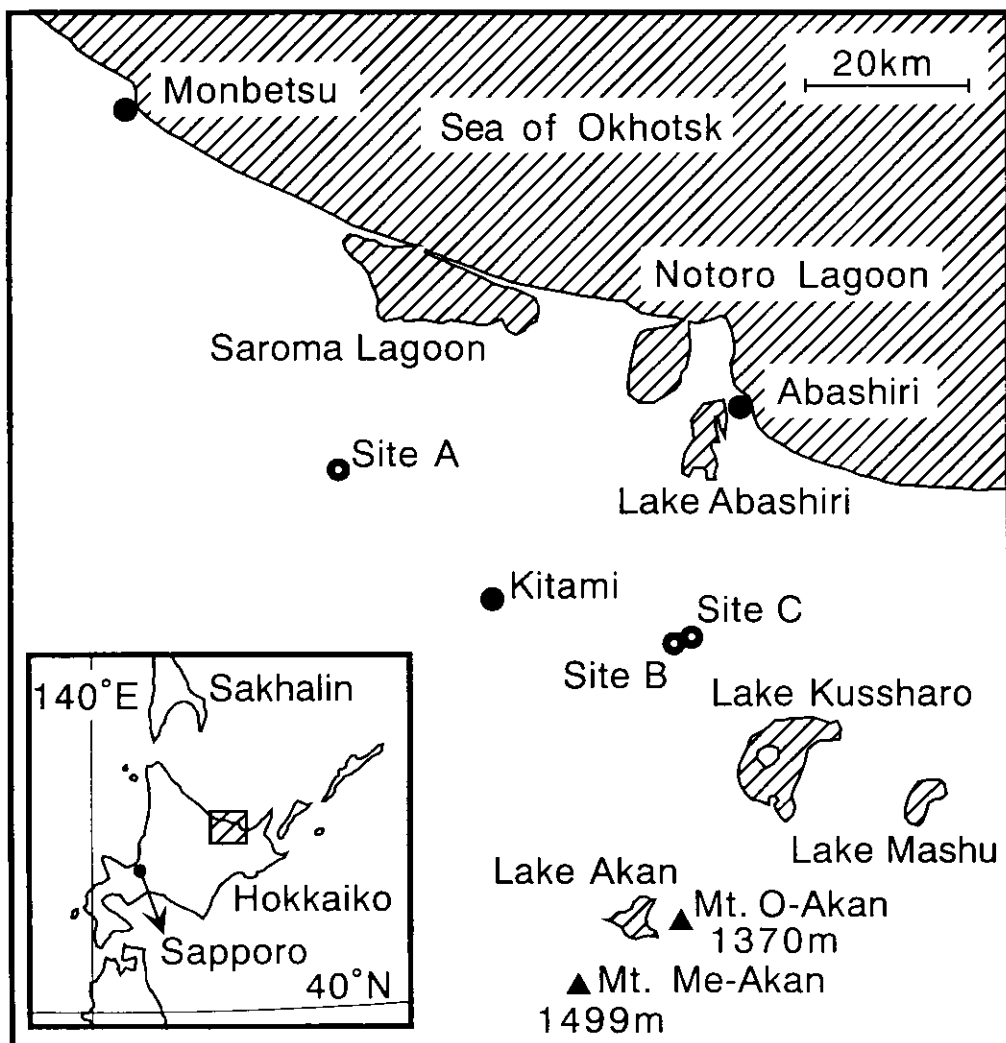 20km
Monbetsu
Sea of Okhotsk
Notoro Lagoon
Saroma Lagoon
Abashiri
Site A
Lake Abashiri
Kitami
Site C
Site B
Lake Kussharo
Lake Mashu
Lake Akan
Mt. O-Akan
1370m
Mt. Me-Akan
1499m
140°E
Sakhalin
Hokkaiko
Sapporo
40°N